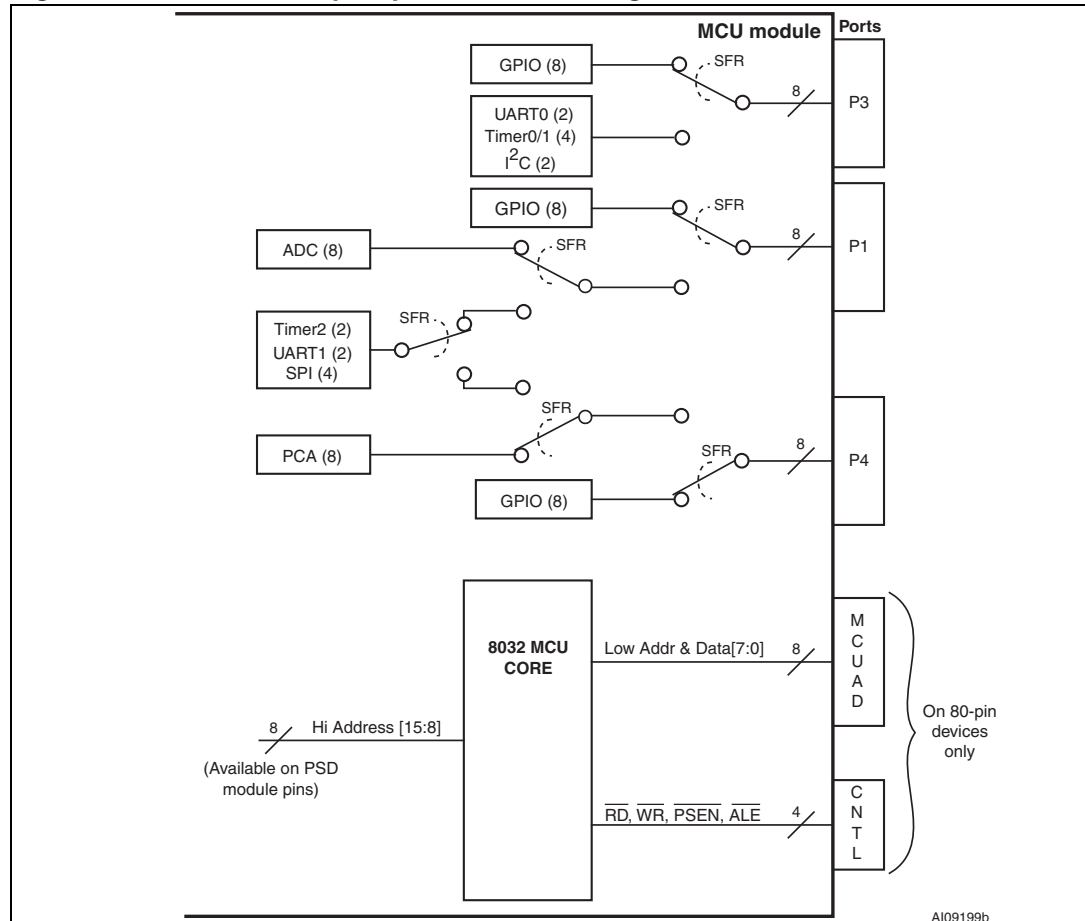 MCU module
Ports
GPIO (8)
SFR
8
P3
UART0 (2)
Timer0/1 (4)
I2C (2)
GPIO (8)
SFR
8
P1
ADC (8)
SFR
Timer2 (2)
UART1 (2)
SPI (4)
SFR
PCA (8)
SFR
GPIO (8)
SFR
8
P4
8032 MCU
CORE
Low Addr & Data[7:0]
8
M
C
U
A
D
8
Hi Address [15:8]
(Available on PSD
module pins)
On 80-pin
devices
only
RD, WR, PSEN, ALE
4
C
N
T
L
AI09199b